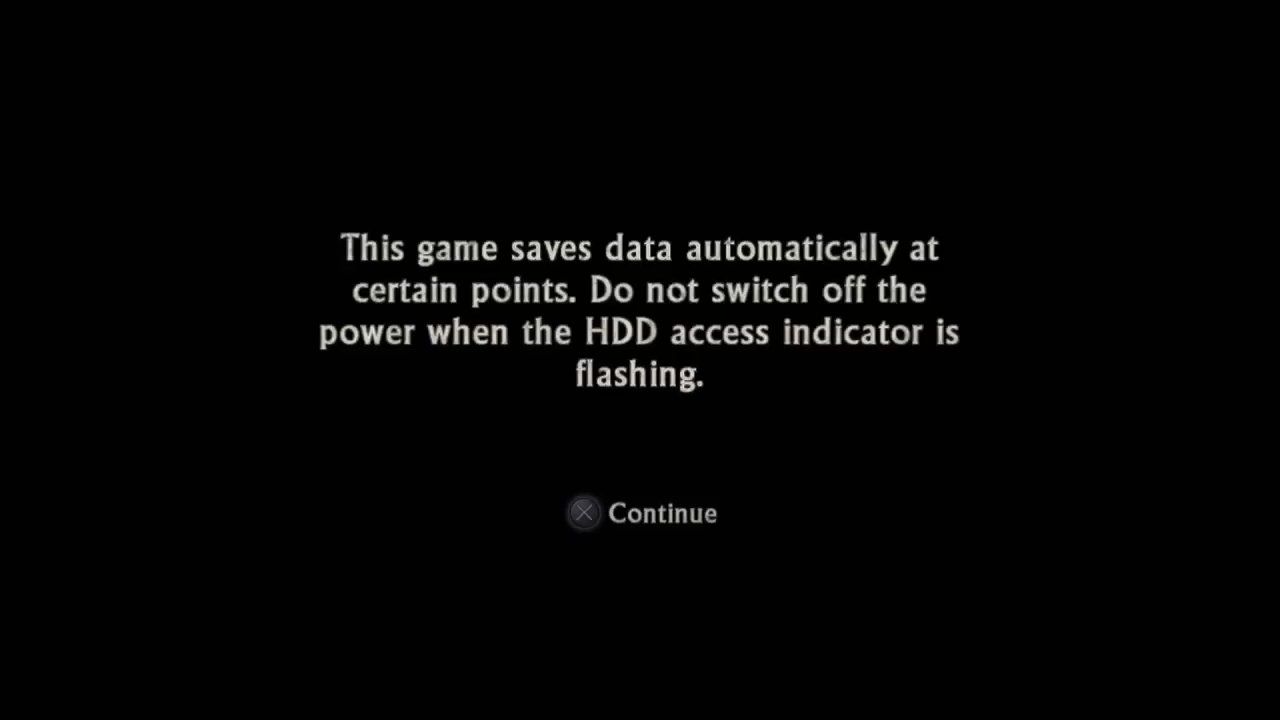 This game saves data automatically at
certain points. Do not switch off the
power when the HDD access indicator is
flashing.
Continue